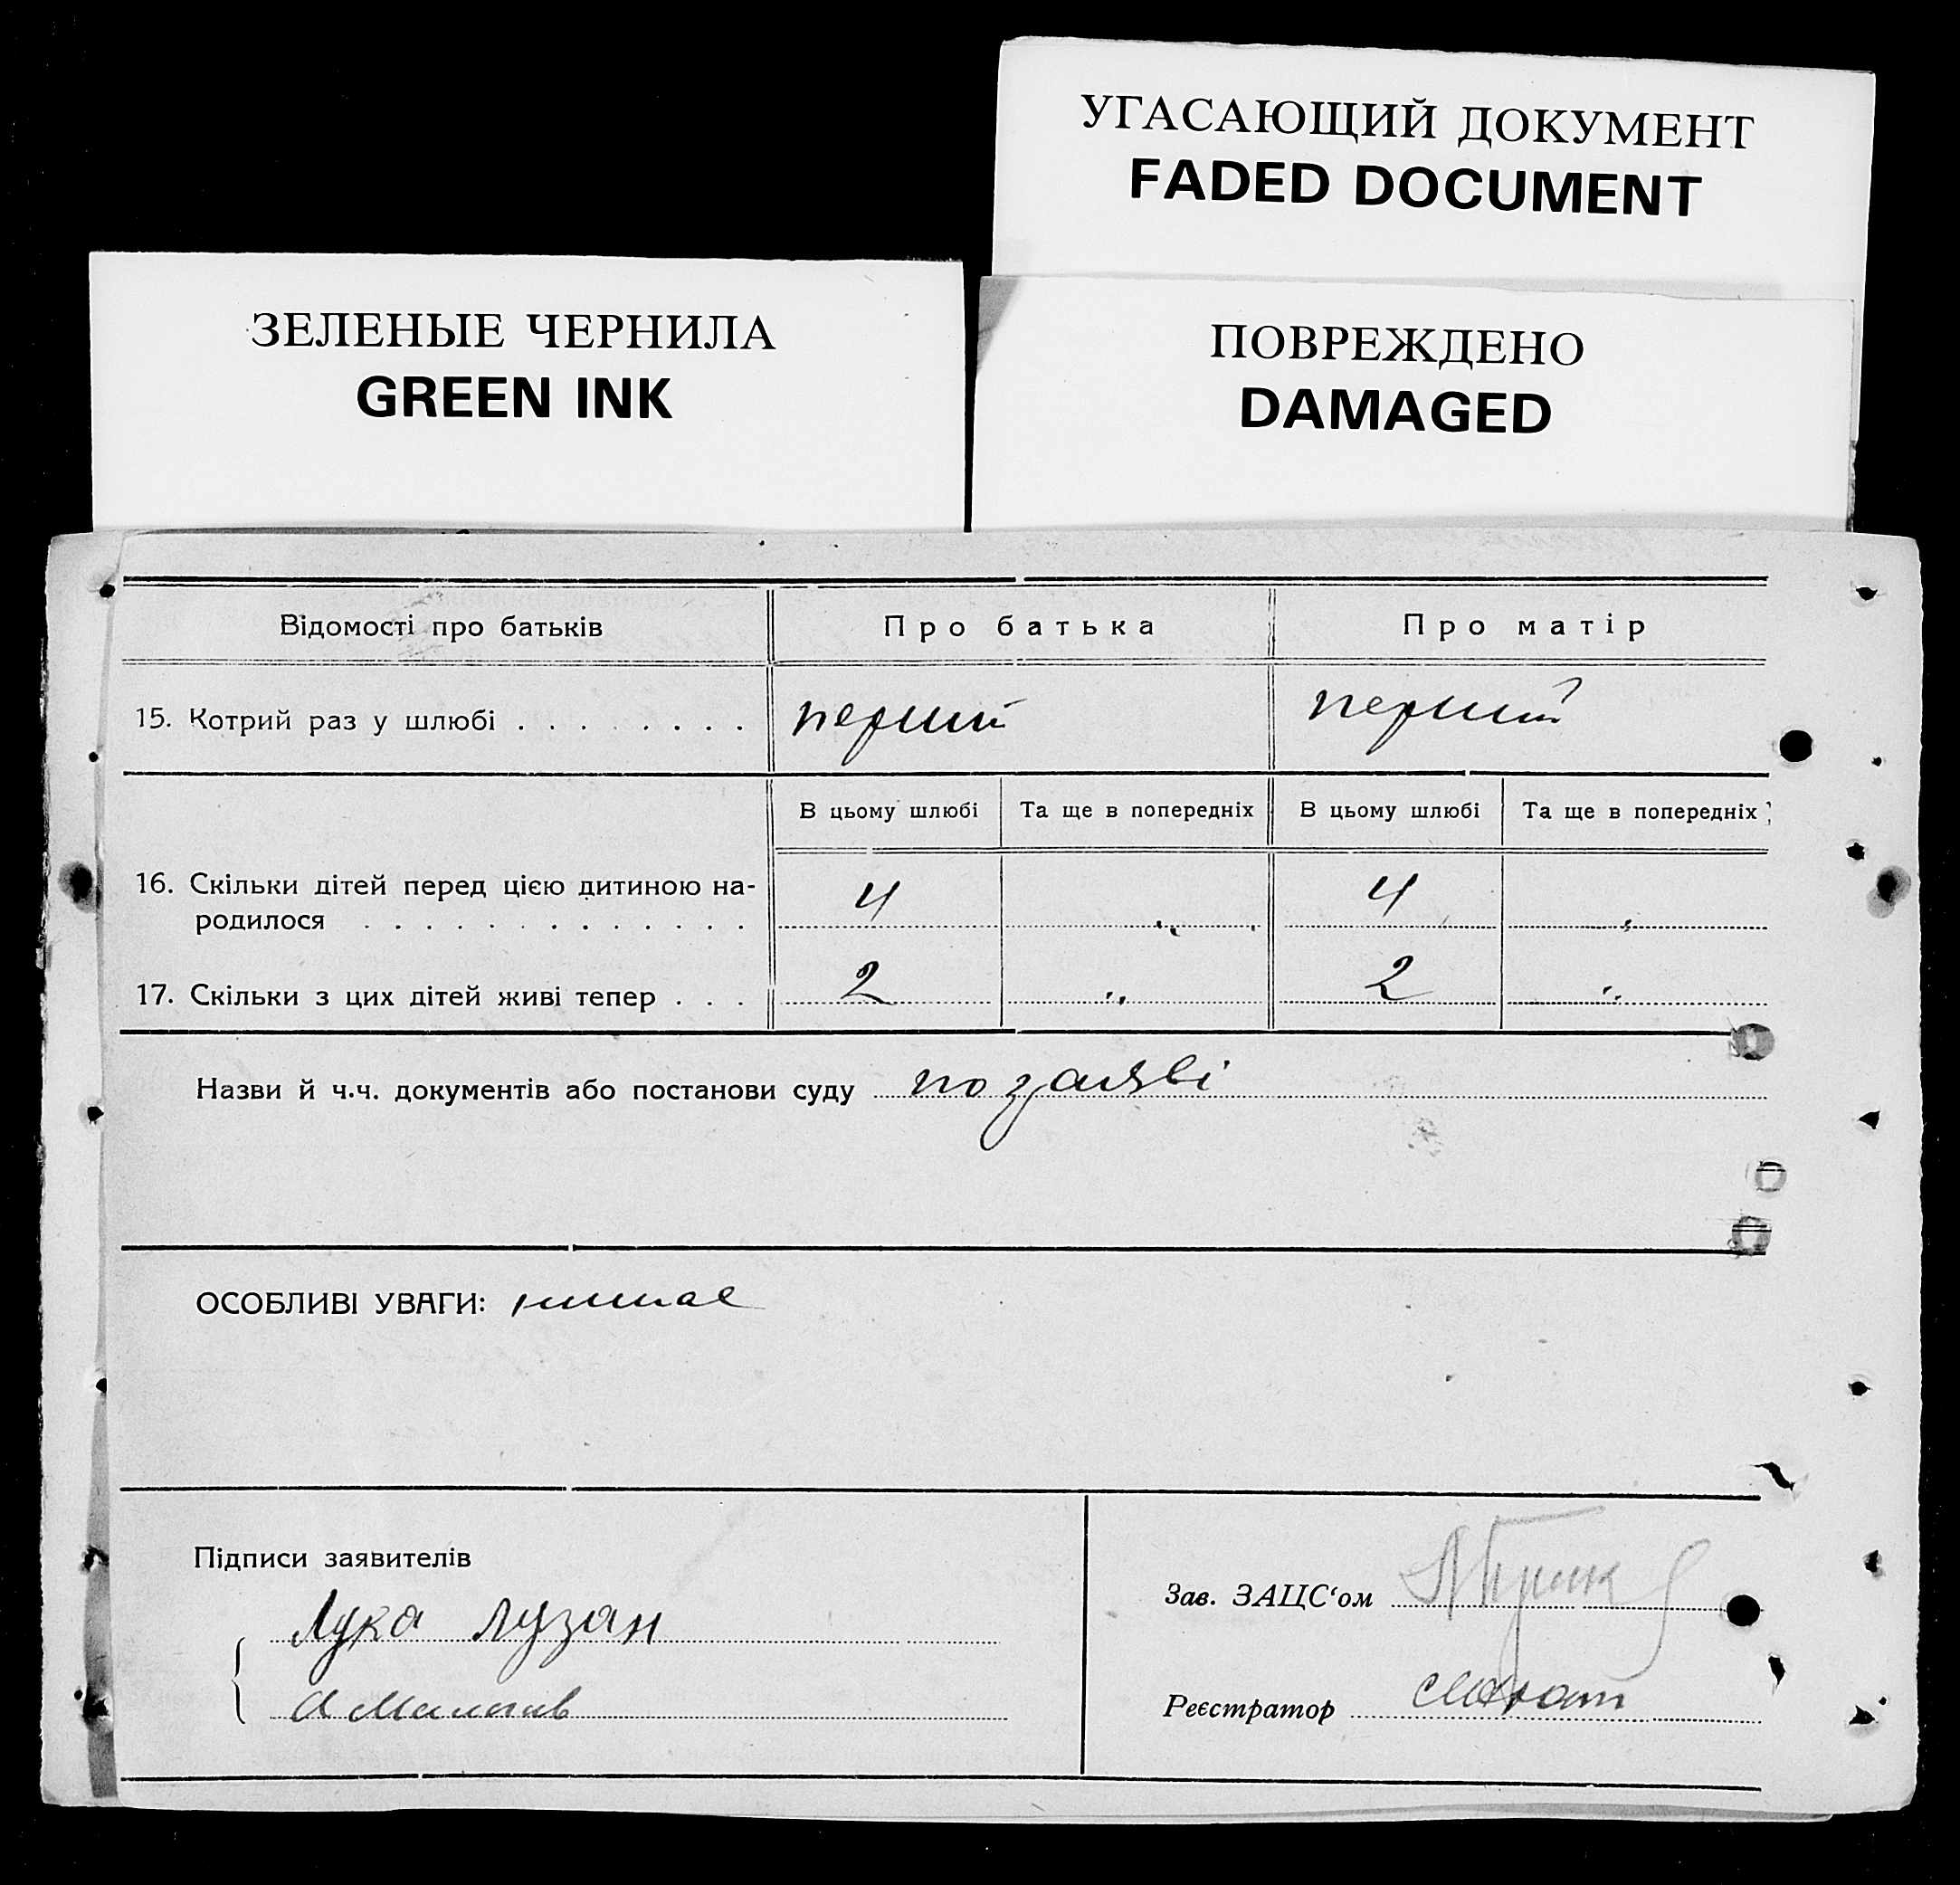 УГАСАЮЩИЙ ДОКУМЕНТ
FADED DOCUMENT
ЗЕЛЕНЫЕ ЧЕРНИЛА
GREEN INK
ПОВРЕЖДЕНО
DAMAGED
Відомості про батьків Про батька Про матір
15. Котрий раз у шлюбі . . . . . . . . перший перший
В цьому шлюбі Та ще в попередніх В цьому шлюбі Та ще в попередніх
16. Скільки дітей перед цією дитиною на-
родилося . . . . . . . . . . . . . 4 „ 4 „
17. Скільки з цих дітей живі тепер . . . 2 „ 2 „
Назви й ч.ч. документів або постанови суду по заяві
ОСОБЛИВІ УВАГИ: немає
Підписи заявителів
Лука Лузан
Зав. ЗАЦС‘ом
Реєстратор